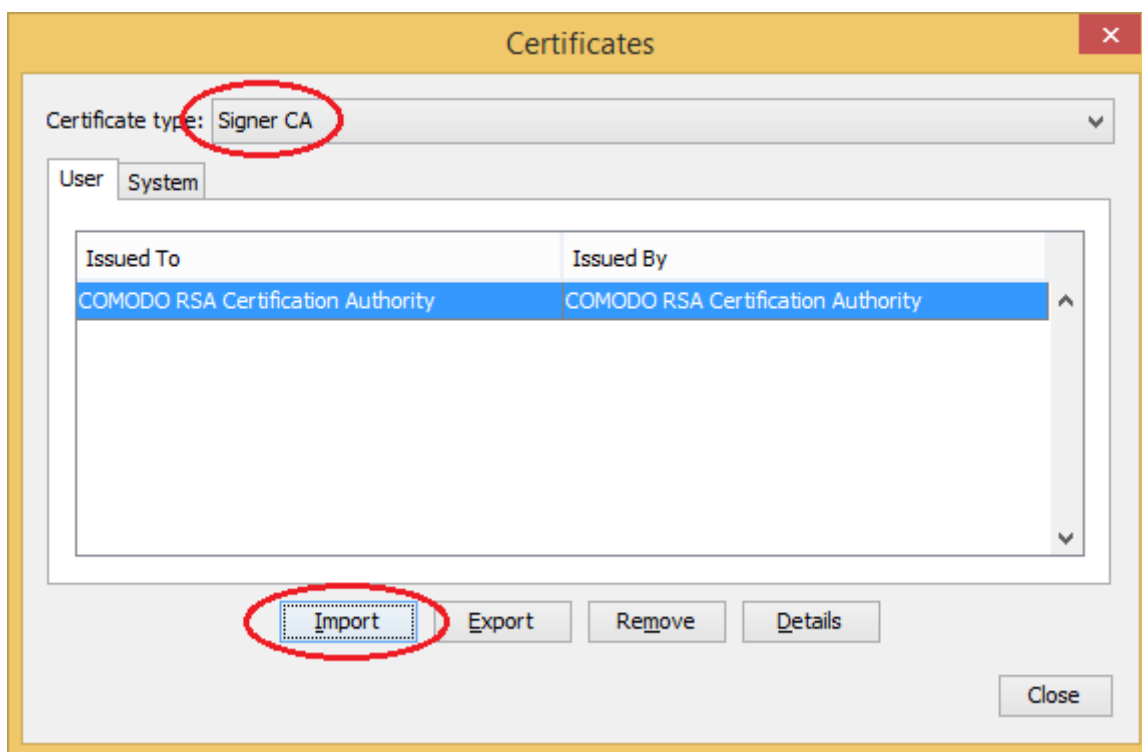 Certificates
Certificate type: Signer CA
User System
Issued To Issued By
COMODO RSA Certification Authority COMODO RSA Certification Authority
Import Export Remove Details
Close